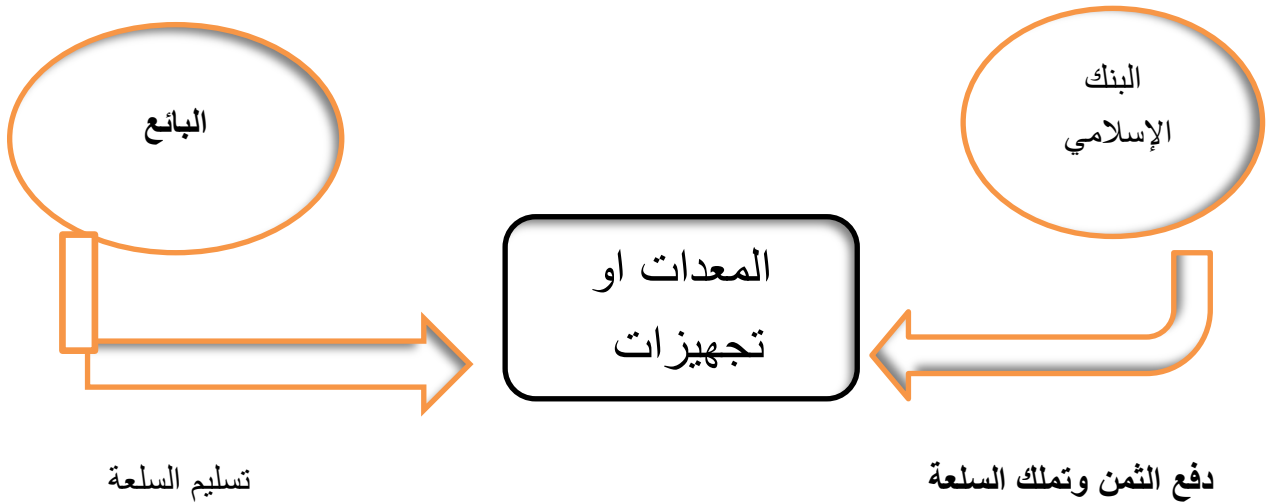 البنك
الإسلامي
البائع
المعدات او
تجهيزات
دفع الثمن وتملك السلعة
تسليم السلعة